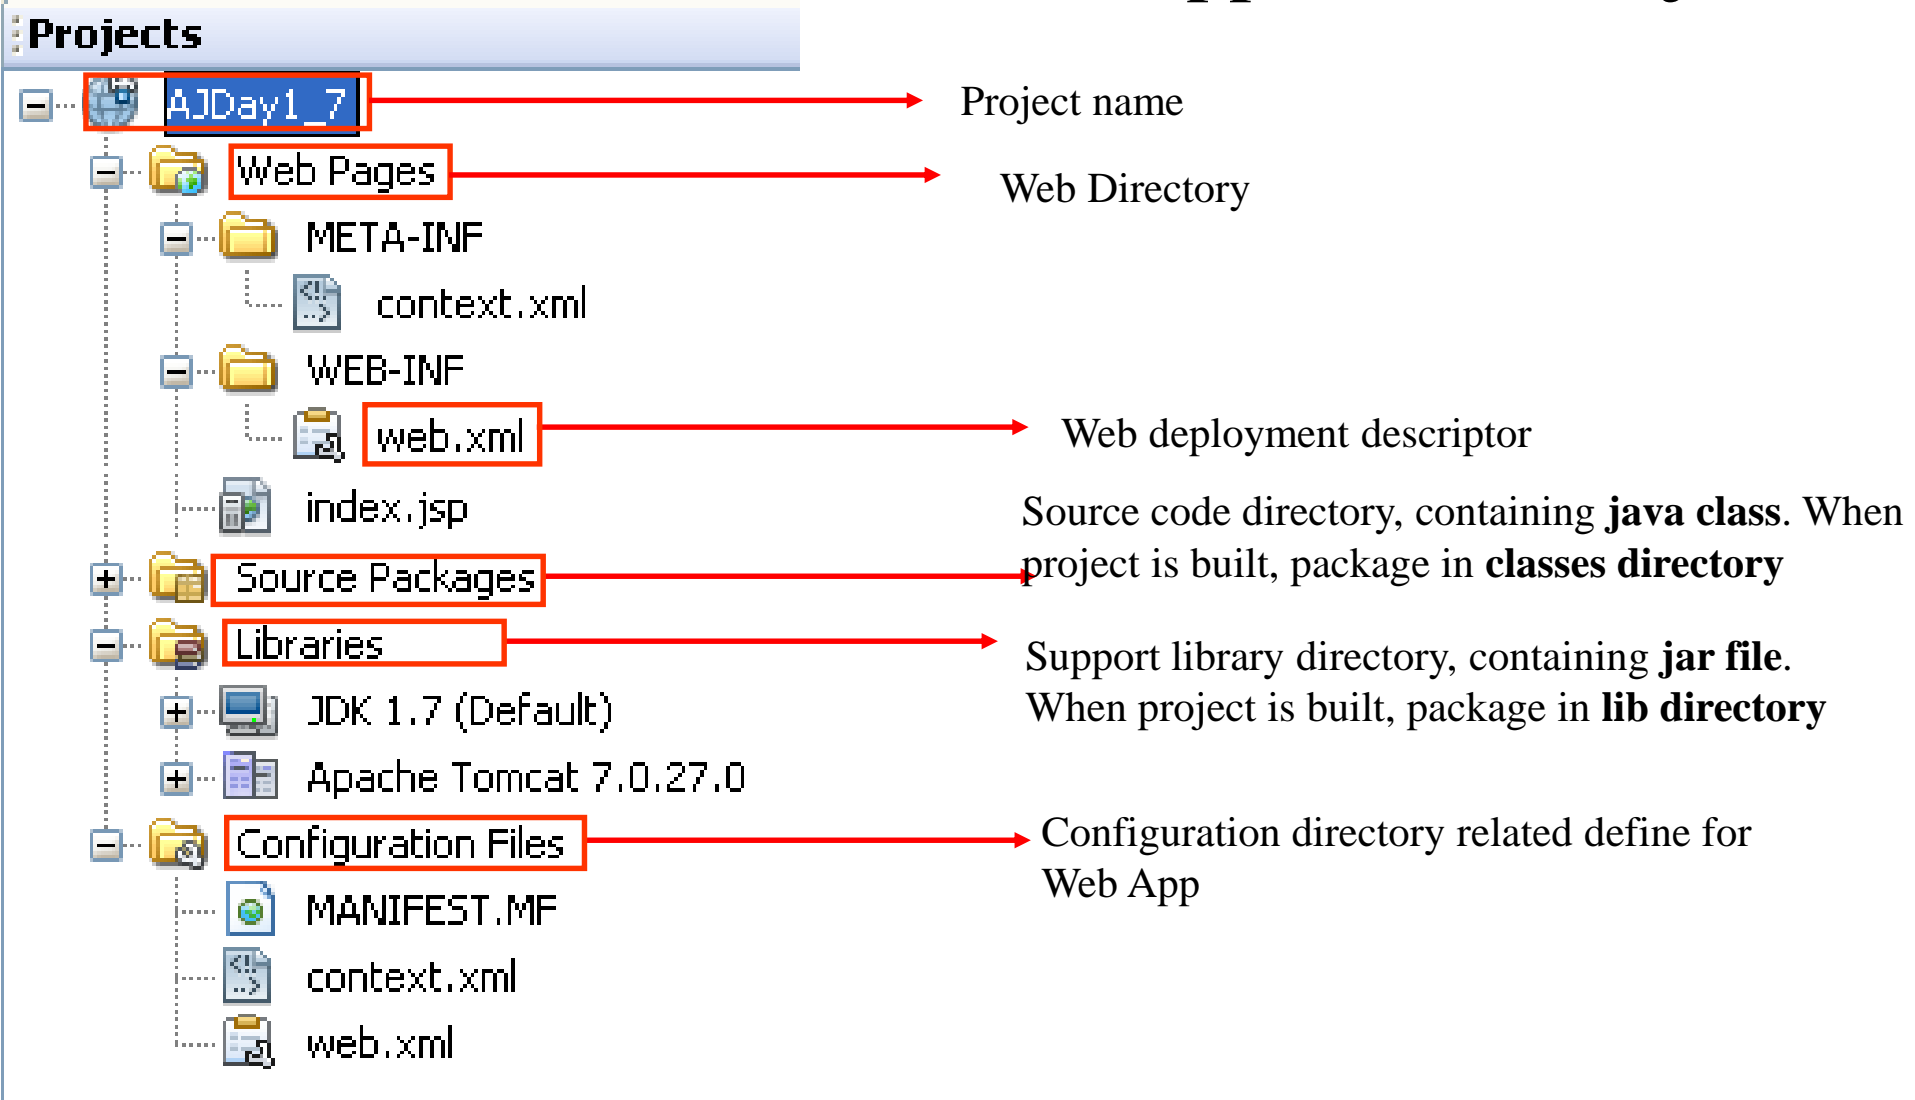 Projects
AJDay1_7
Project name
Web Pages
Web Directory
META-INF
context.xml
WEB-INF
web.xml
Web deployment descriptor
index.jsp
Source code directory, containing java class. When
project is built, package in classes directory
Source Packages
Libraries
Support library directory, containing jar file.
When project is built, package in lib directory
JDK 1.7 (Default)
Apache Tomcat 7.0.27.0
Configuration Files
Configuration directory related define for
Web App
MANIFEST.MF
context.xml
web.xml